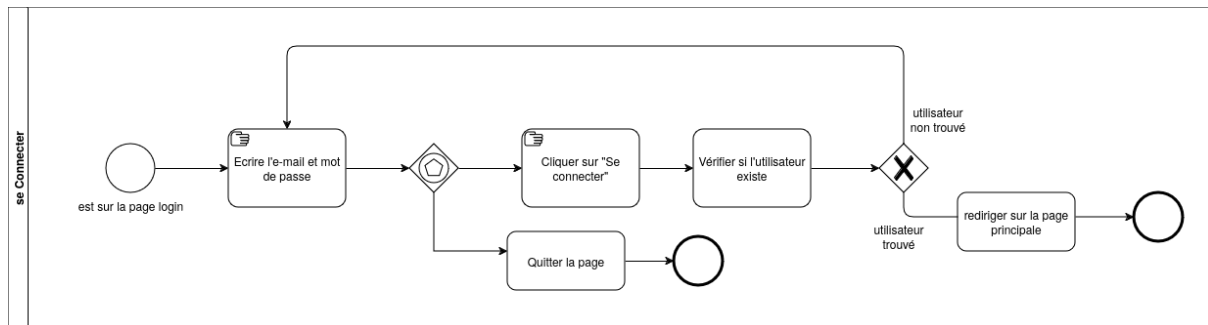 se Connecter
est sur la page login
Ecrire l'e-mail et mot
de passe
Cliquer sur "Se
connecter"
Vérifier si l'utilisateur
existe
utilisateur
non trouvé
utilisateur
trouvé
rediriger sur la page
principale
Quitter la page